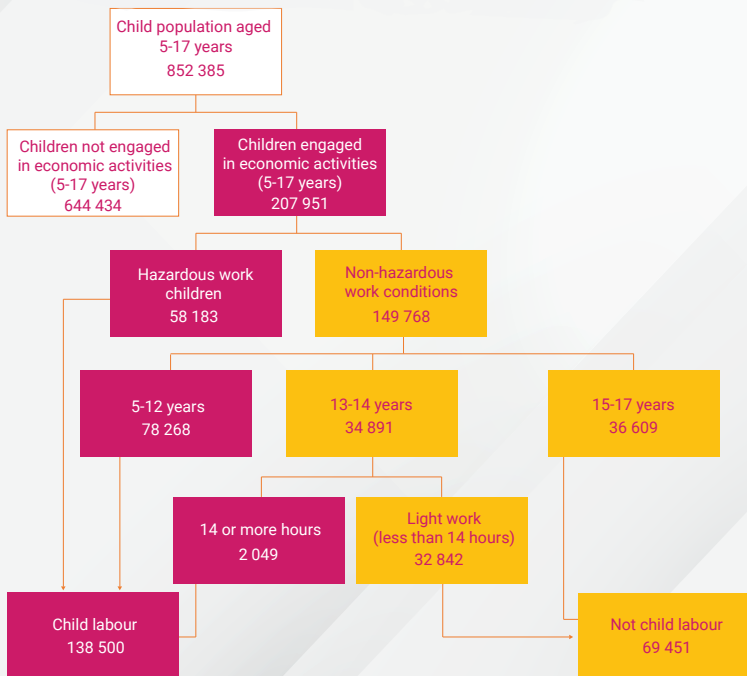 Child population aged
5-17 years
852 385
Children not engaged
in economic activities
(5-17 years)
644 434
Children engaged
in economic activities
(5-17 years)
207 951
Hazardous work
children
58 183
Non-hazardous
work conditions
149 768
5-12 years
78 268
13-14 years
34 891
15-17 years
36 609
14 or more hours
2 049
Light work
(less than 14 hours)
32 842
Child labour
138 500
Not child labour
69 451